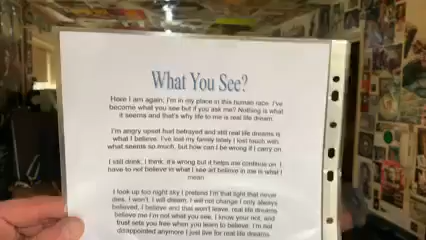 What You See?
Here I am again, I'm in my place in this human race. I've
become what you see but if you ask me? Nothing is what
it seems and that's why life to me is real life dream.
I'm angry upset hurt betrayed and still real life dreams is
what I believe. I've lost my family lately I lost touch with
what seems so much, but how can I be wrong if I carry on.
I still drink, I think, it's wrong but it helps me continue on. I
have to not believe in what I see but believe in me is what I
mean.
I look up too night sky I pretend I'm that light that never
dies. I won't. I will dream. I will not change I only always
believed, I believe and that won't leave, real life dreams
believe me I'm not what you see, I know your not, and
trust sets you free when you learn to believe. I'm not
disappointed anymore I just live for real life dreams